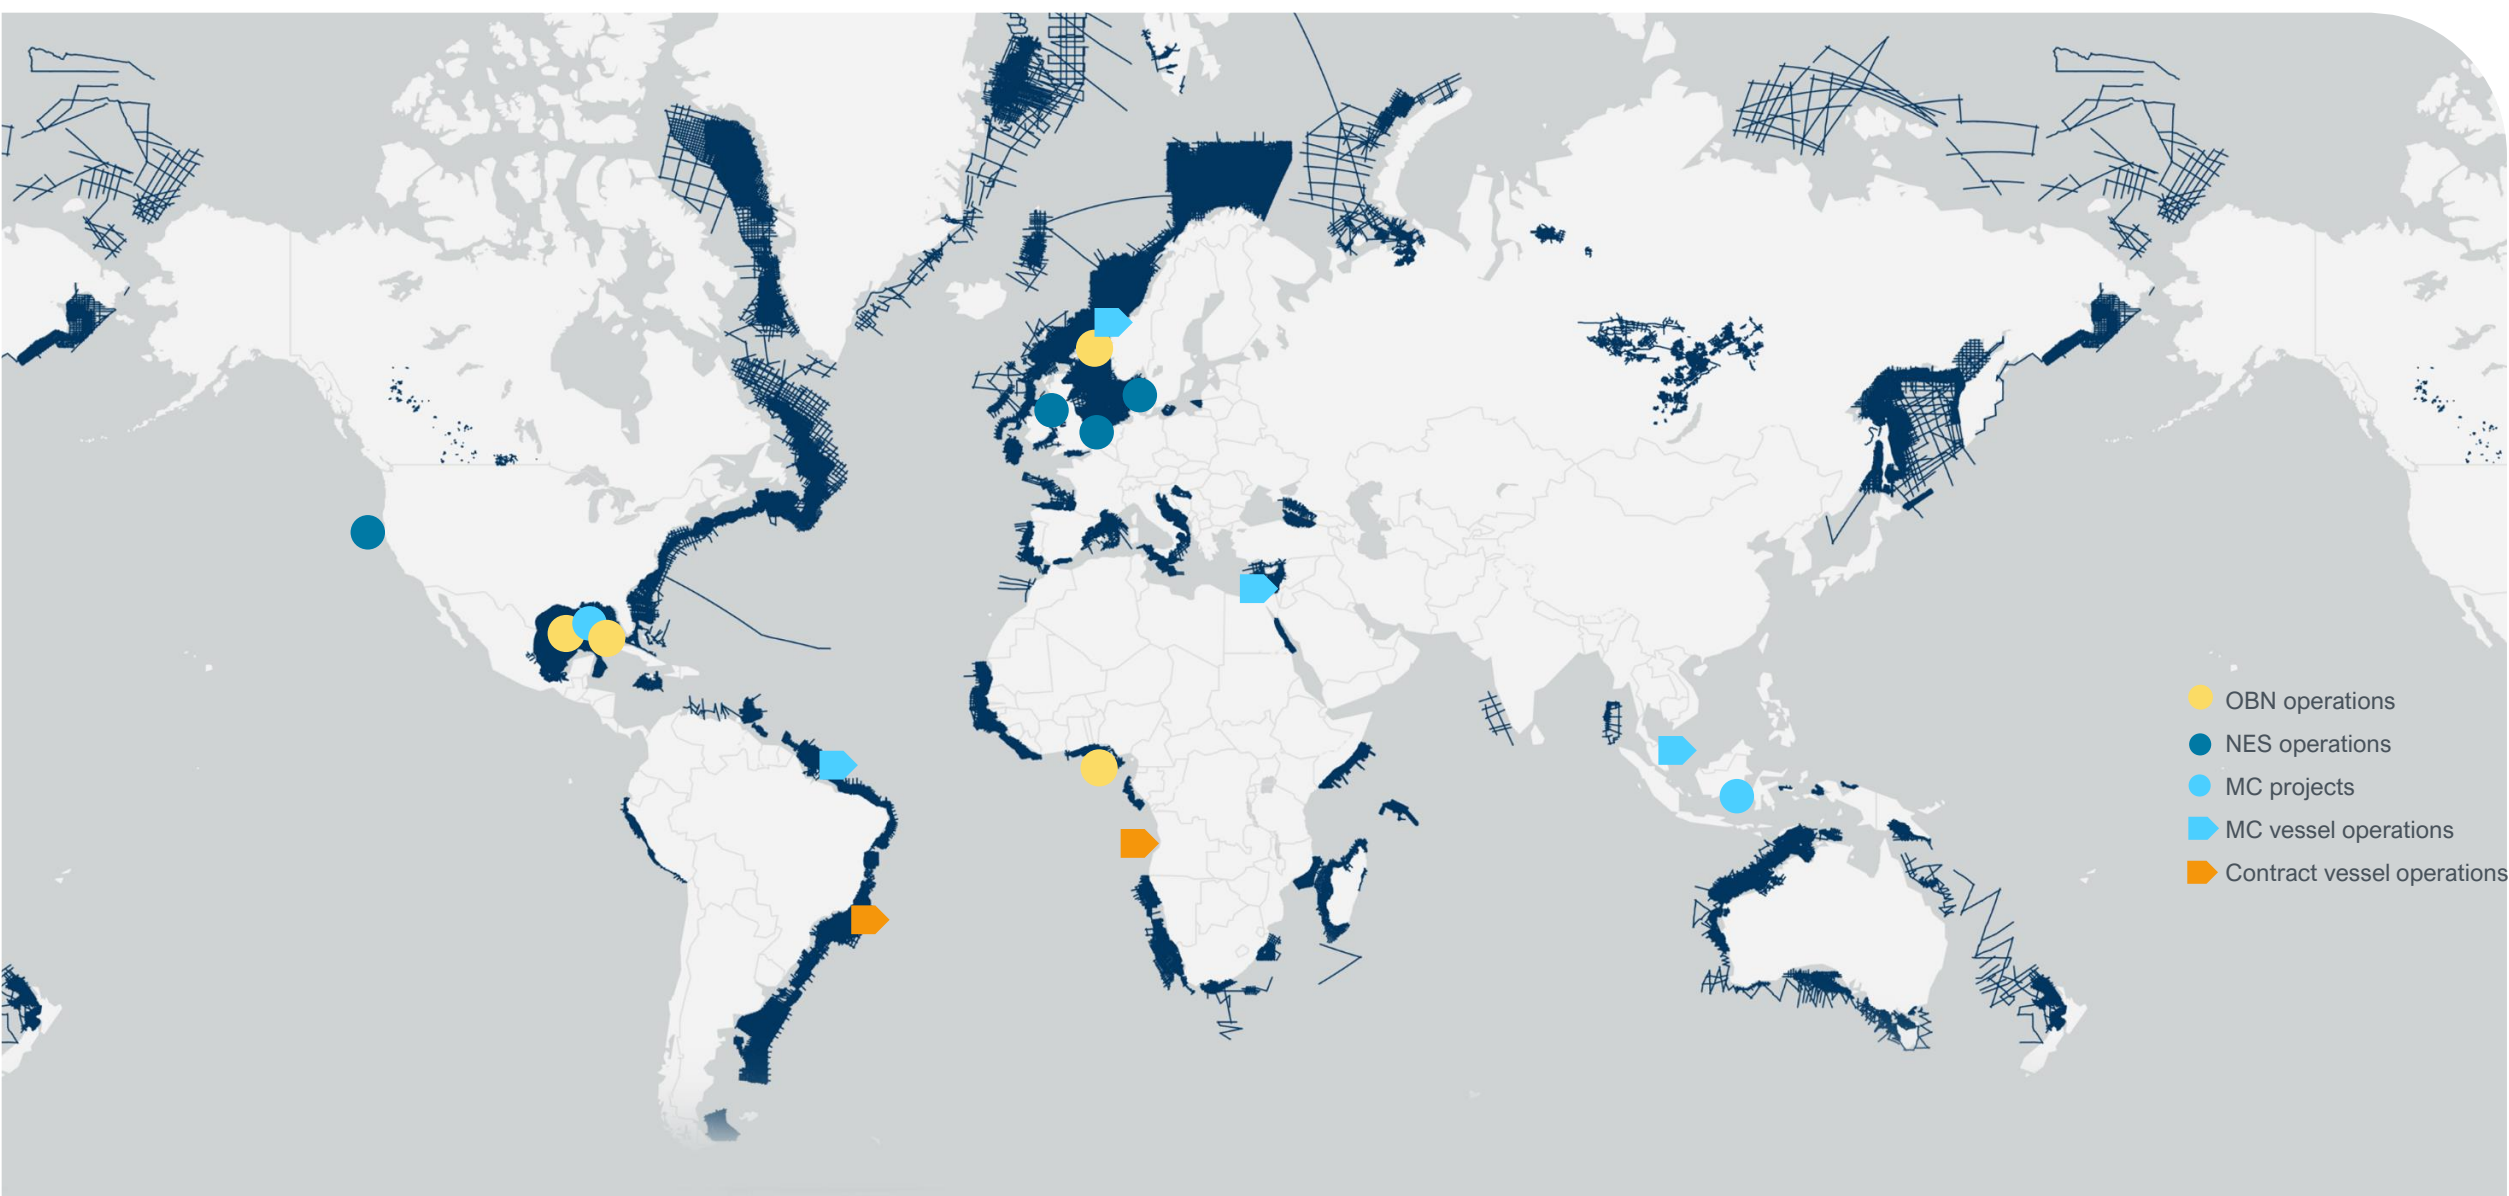 OBN operations
NES operations
MC projects
MC vessel operations
Contract vessel operations